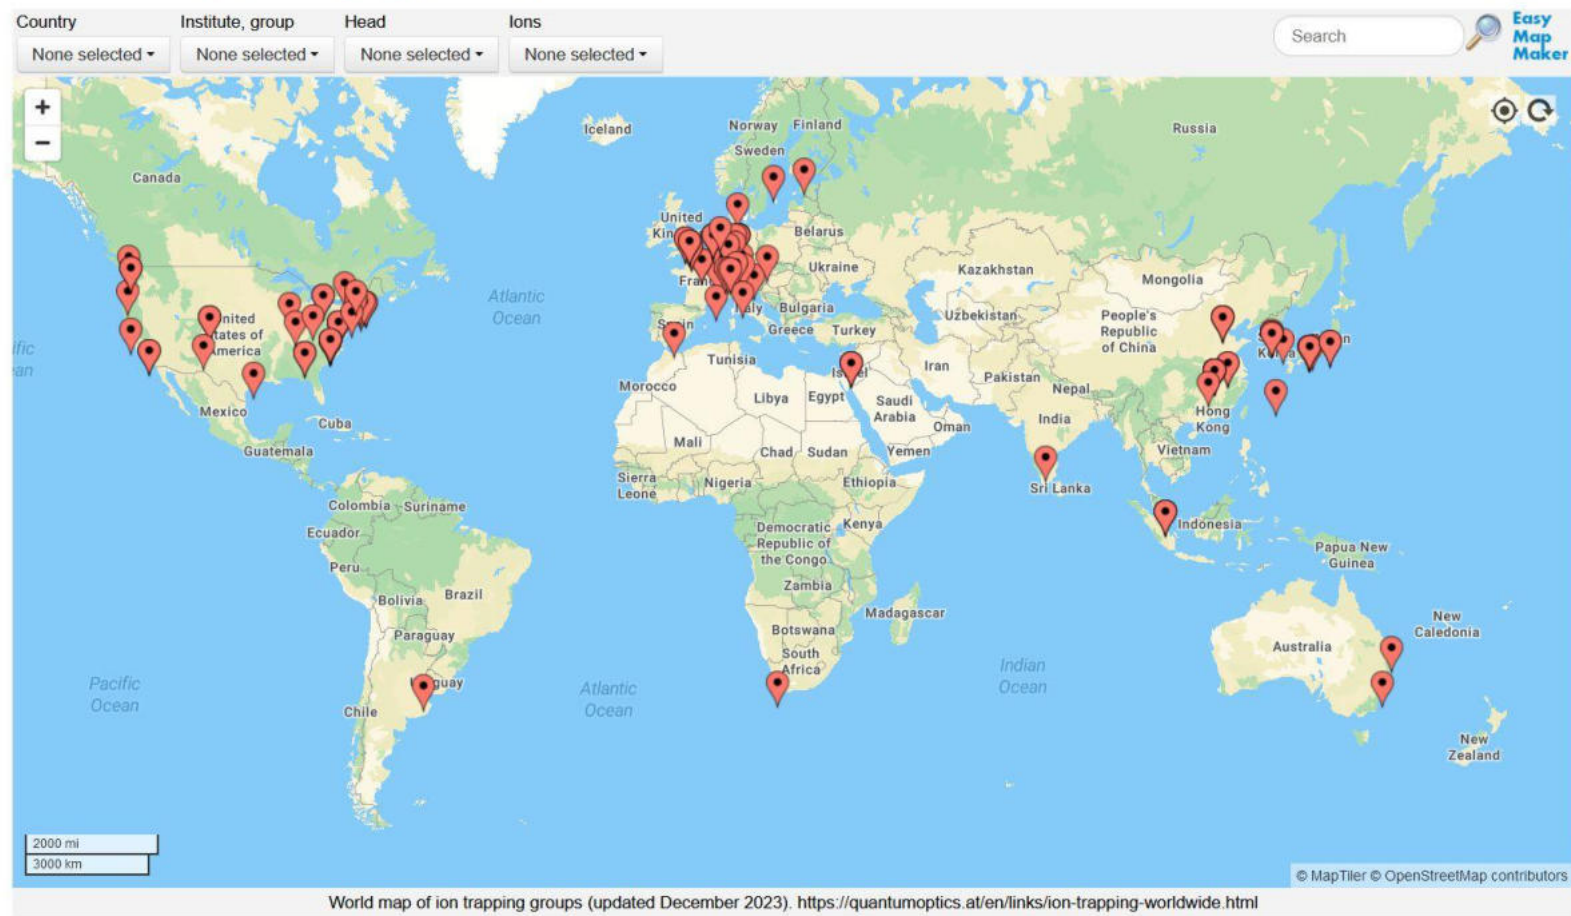 Country Institute, group Head Ions
None selected None selected None selected None selected
Search
Easy
Map
Maker
+
−
Iceland
Norway Finland
Russia
Sweden
Canada
United
Belarus
Ukraine
Kazakhstan
Mongolia
Atlantic
Ocean
Italy Bulgaria
Uzbekistan
People's
Republic
of China
United
States of
America
Spain
Greece Turkey
Tunisia
Iran
Morocco
Pakistan
Nepal
Libya Egypt
Saudi
Arabia
Oman
India
Hong
Kong
Mexico
Cuba
Mali
Chad Sudan
Yemen
Vietnam
Guatemala
Sierra
Leone
Nigeria
Ethiopia
Sri Lanka
Colombia Suriname
Ecuador
Democratic
Republic of
the Congo
Kenya
Indonesia
Papua New
Guinea
Peru
Bolivia
Brazil
Zambia
Madagascar
New
Caledonia
Paraguay
Botswana
South
Africa
Australia
Indian
Ocean
Pacific
Ocean
Atlantic
Ocean
Chile
New
Zealand
2000 mi
3000 km
© MapTiler © OpenStreetMap contributors
World map of ion trapping groups (updated December 2023). https://quantumoptics.at/en/links/ion-trapping-worldwide.html